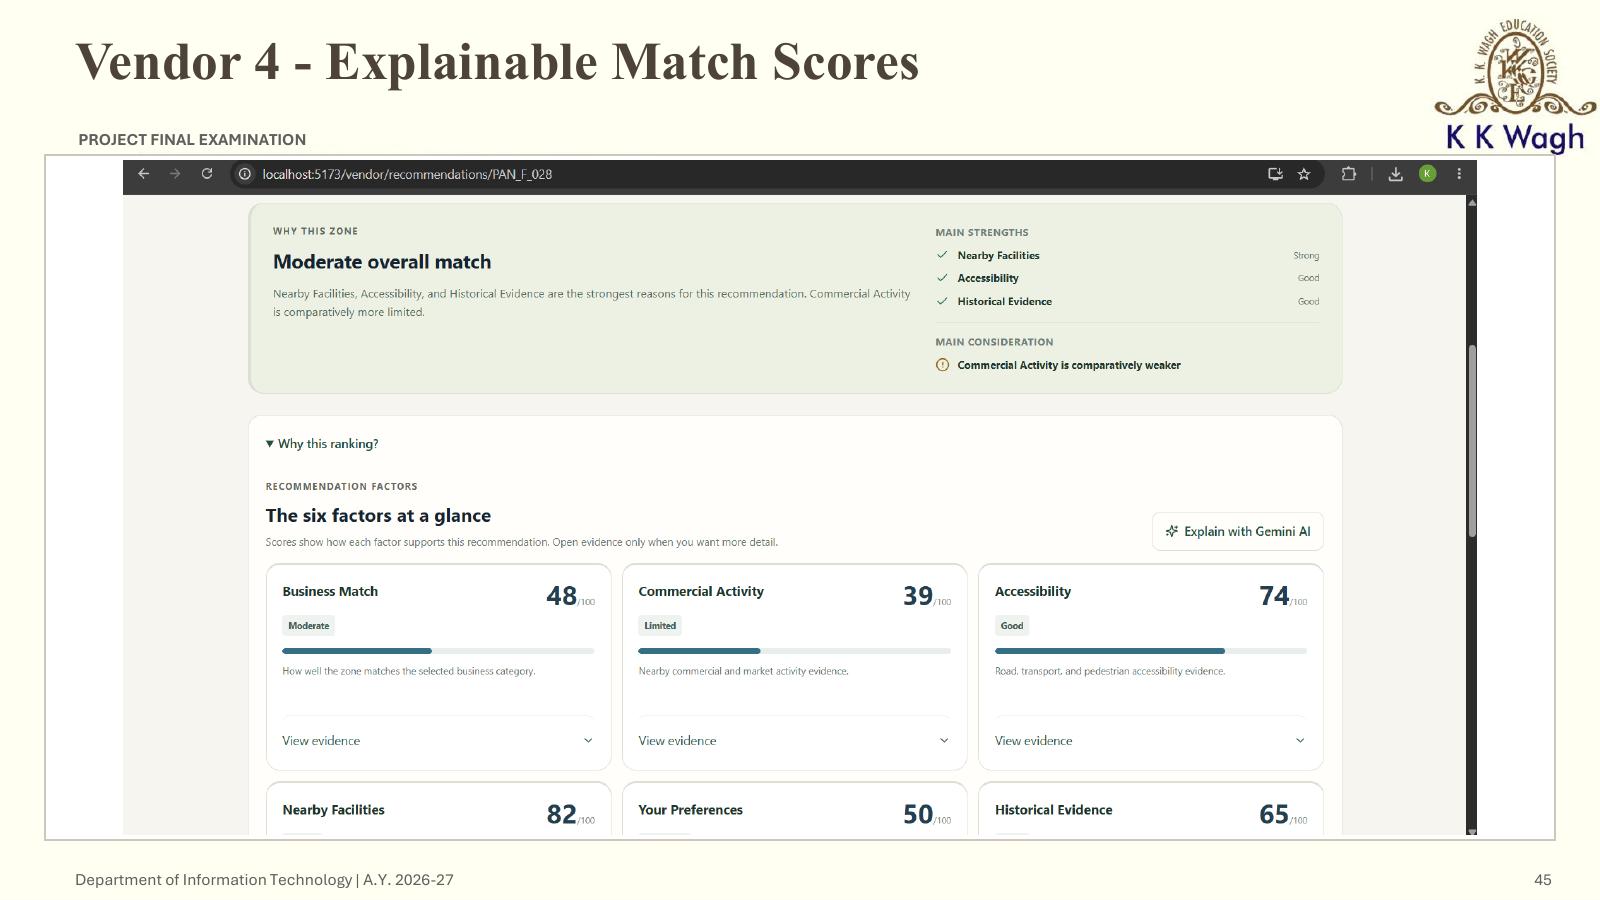 Vendor 4 - Explainable Match Scores
K. K. WAGH EDUCATION SOCIETY
K K Wagh
PROJECT FINAL EXAMINATION
localhost:5173/vendor/recommendations/PAN_F_028
K
WHY THIS ZONE
Moderate overall match
Nearby Facilities, Accessibility, and Historical Evidence are the strongest reasons for this recommendation. Commercial Activity
is comparatively more limited.
MAIN STRENGTHS
Nearby Facilities Strong
Accessibility Good
Historical Evidence Good
MAIN CONSIDERATION
Commercial Activity is comparatively weaker
Why this ranking?
RECOMMENDATION FACTORS
The six factors at a glance
Scores show how each factor supports this recommendation. Open evidence only when you want more detail.
Explain with Gemini AI
Business Match 48/100
Moderate
How well the zone matches the selected business category.
View evidence
Commercial Activity 39/100
Limited
Nearby commercial and market activity evidence.
View evidence
Accessibility 74/100
Good
Road, transport, and pedestrian accessibility evidence.
View evidence
Nearby Facilities 82/100
Your Preferences 50/100
Historical Evidence 65/100
Department of Information Technology | A.Y. 2026-27
45